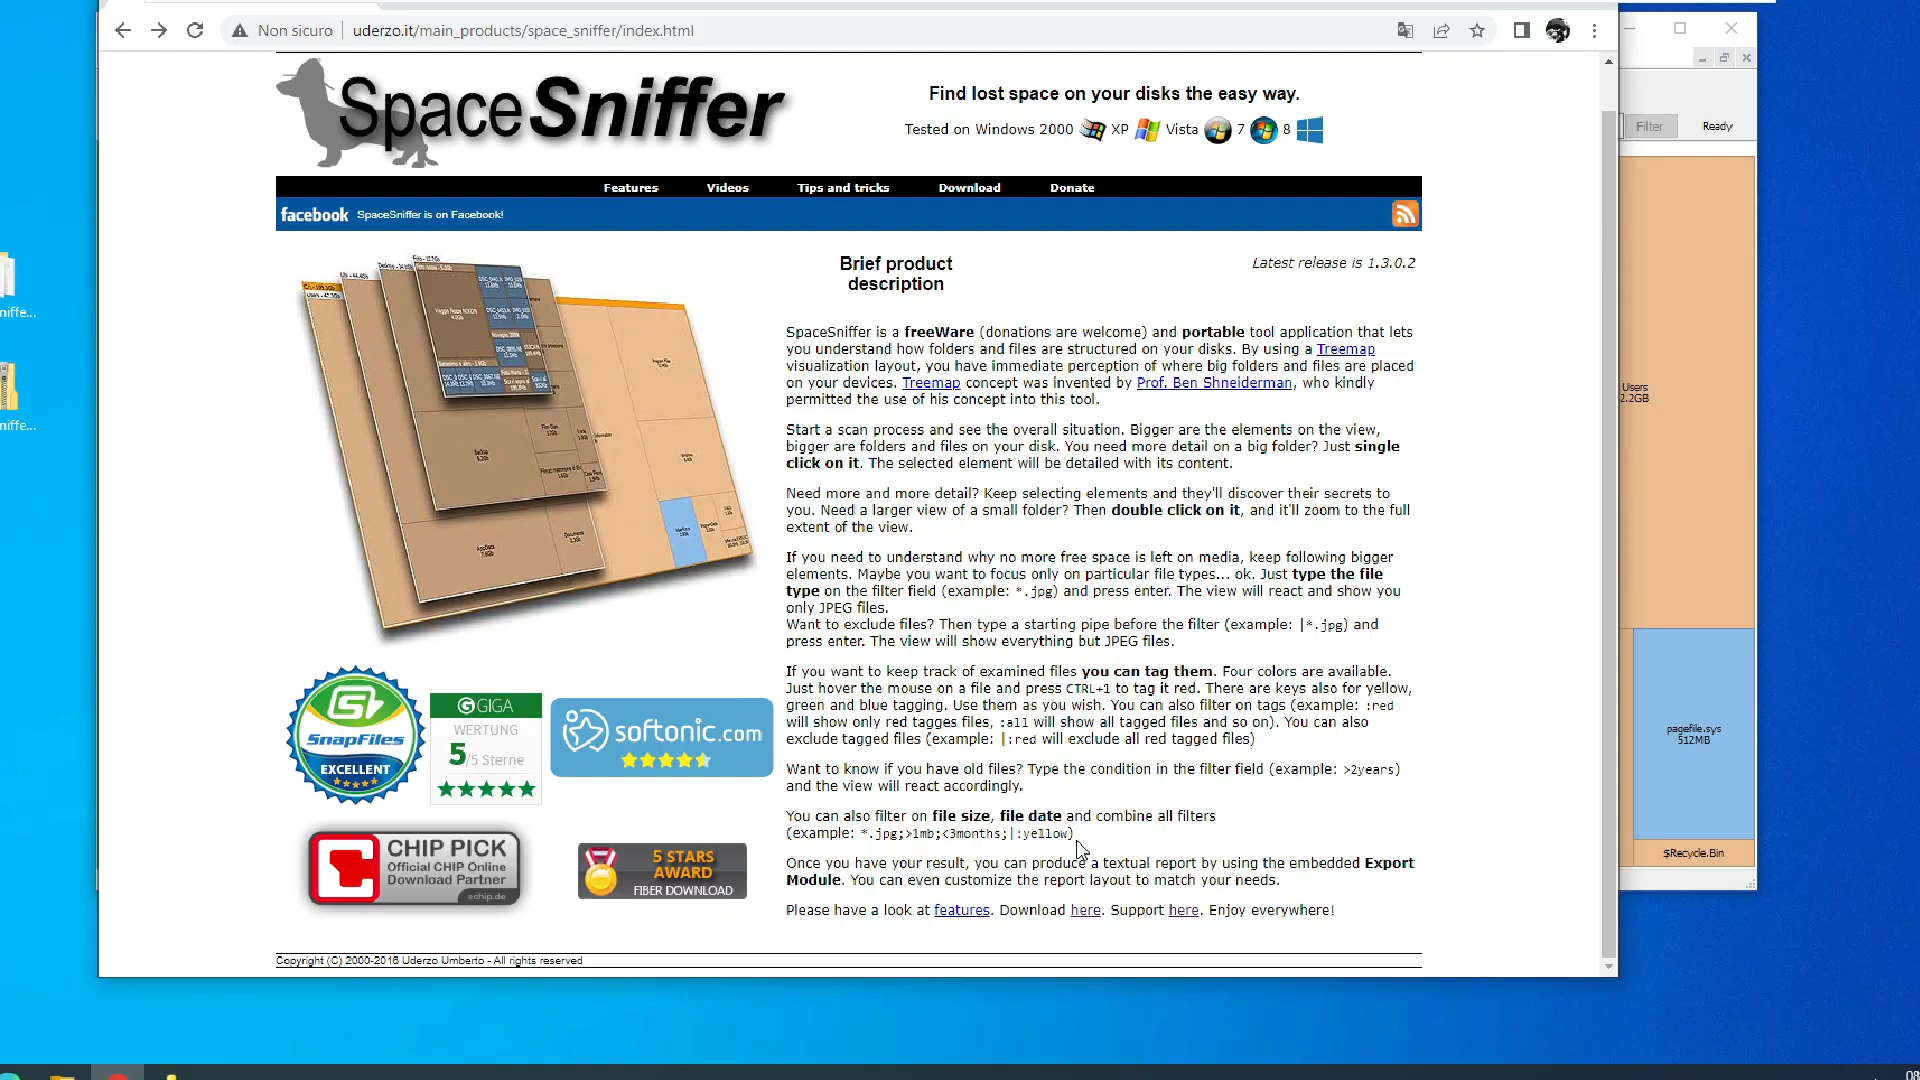 Non sicuro
uderzo.it/main_products/space_sniffer/index.html
SpaceSniffer
Find lost space on your disks the easy way.
Tested on Windows 2000 XP Vista 7 8
Features Videos Tips and tricks Download Donate
facebook SpaceSniffer is on Facebook!
Brief product
description
Latest release is 1.3.0.2
SpaceSniffer is a freeWare (donations are welcome) and portable tool application that lets
you understand how folders and files are structured on your disks. By using a Treemap
visualization layout, you have immediate perception of where big folders and files are placed
on your devices. Treemap concept was invented by Prof. Ben Shneiderman, who kindly
permitted the use of his concept into this tool.
Start a scan process and see the overall situation. Bigger are the elements on the view,
bigger are folders and files on your disk. You need more detail on a big folder? Just single
click on it. The selected element will be detailed with its content.
Need more and more detail? Keep selecting elements and they'll discover their secrets to
you. Need a larger view of a small folder? Then double click on it, and it'll zoom to the full
extent of the view.
If you need to understand why no more free space is left on media, keep following bigger
elements. Maybe you want to focus only on particular file types... ok. Just type the file
type on the filter field (example: *.jpg) and press enter. The view will react and show you
only JPEG files.
Want to exclude files? Then type a starting pipe before the filter (example: |*.jpg) and
press enter. The view will show everything but JPEG files.
If you want to keep track of examined files you can tag them. Four colors are available.
Just hover the mouse on a file and press CTRL+1 to tag it red. There are keys also for yellow,
green and blue tagging. Use them as you wish. You can also filter on tags (example: :red
will show only red tagges files, :all will show all tagged files and so on). You can also
exclude tagged files (example: |:red will exclude all red tagged files)
Want to know if you have old files? Type the condition in the filter field (example: >2years)
and the view will react accordingly.
You can also filter on file size, file date and combine all filters
(example: *.jpg;>1mb;<3months;|:yellow)
Once you have your result, you can produce a textual report by using the embedded Export
Module. You can even customize the report layout to match your needs.
Please have a look at features. Download here. Support here. Enjoy everywhere!
SnapFiles
EXCELLENT
GIGA
WERTUNG
5/5 Sterne
softonic.com
CHIP PICK
Official CHIP Online
Download Partner
chip.de
5 STARS
AWARD
FIBER DOWNLOAD
Copyright (C) 2000-2016 Uderzo Umberto - All rights reserved
Filter
Ready
Users
2.2GB
pagefile.sys
512MB
$Recycle.Bin
niffe...
niffe...
08